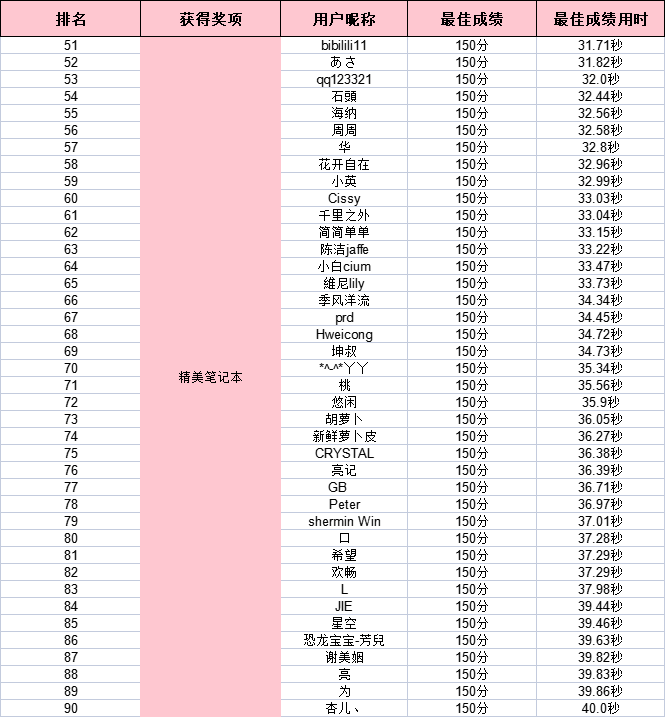 排名 获得奖项 用户昵称 最佳成绩 最佳成绩用时
51 bibilili11 150分 31.71秒
52 あさ 150分 31.82秒
53 qq123321 150分 32.0秒
54 石頭 150分 32.44秒
55 海纳 150分 32.56秒
56 周周 150分 32.58秒
57 华 150分 32.8秒
58 花开自在 150分 32.96秒
59 小英 150分 32.99秒
60 Cissy 150分 33.03秒
61 千里之外 150分 33.04秒
62 简简单单 150分 33.15秒
63 陈洁jaffe 150分 33.22秒
64 小白cium 150分 33.47秒
65 維尼lily 150分 33.73秒
66 季风洋流 150分 34.34秒
67 prd 150分 34.45秒
68 Hweicong 150分 34.72秒
69 坤叔 150分 34.73秒
70 *^-^*丫丫 150分 35.34秒
精美笔记本
71 桃 150分 35.56秒
72 悠闲 150分 35.9秒
73 胡萝卜 150分 36.05秒
74 新鲜萝卜皮 150分 36.27秒
75 CRYSTAL 150分 36.38秒
76 亮记 150分 36.39秒
77 GB 150分 36.71秒
78 Peter 150分 36.97秒
79 shermin Win 150分 37.01秒
80 口 150分 37.28秒
81 希望 150分 37.29秒
82 欢畅 150分 37.29秒
83 L 150分 37.98秒
84 JIE 150分 39.44秒
85 星空 150分 39.46秒
86 恐龙宝宝-芳兒 150分 39.63秒
87 谢美姻 150分 39.82秒
88 亮 150分 39.83秒
89 为 150分 39.86秒
90 杏儿、 150分 40.0秒